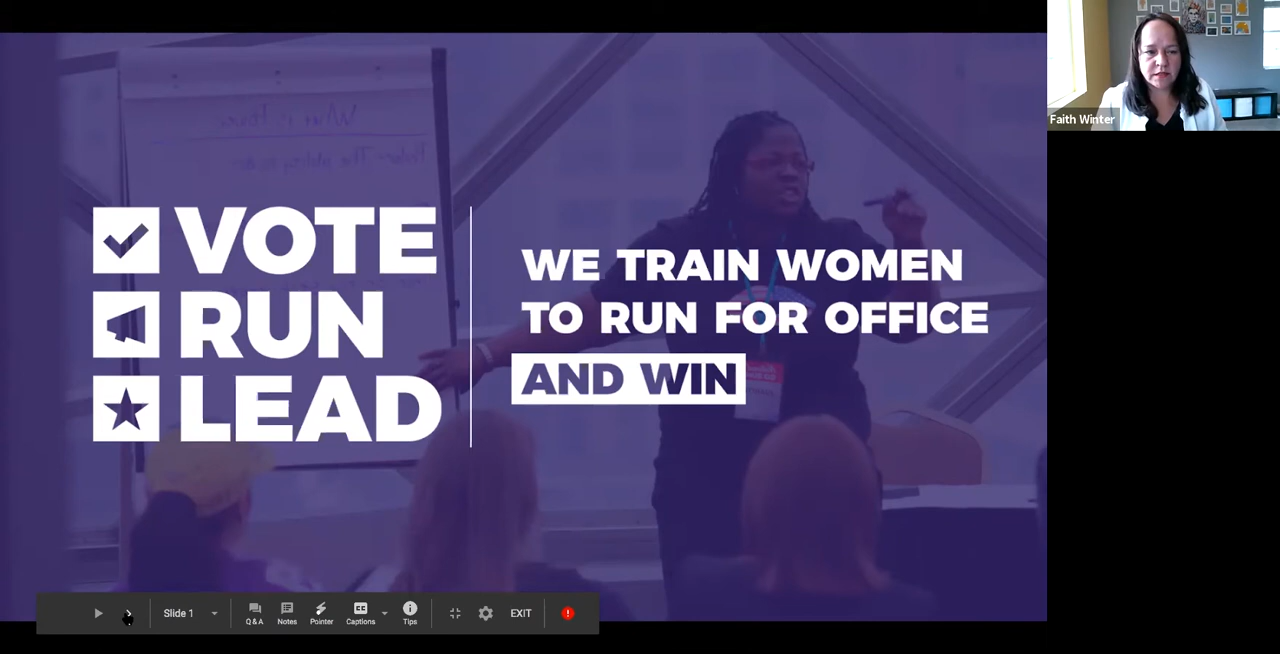 VOTE
RUN
LEAD
WE TRAIN WOMEN
TO RUN FOR OFFICE
AND WIN
Faith Winter
Slide 1
Q & A
Notes
Pointer
CC
Captions
Tips
EXIT